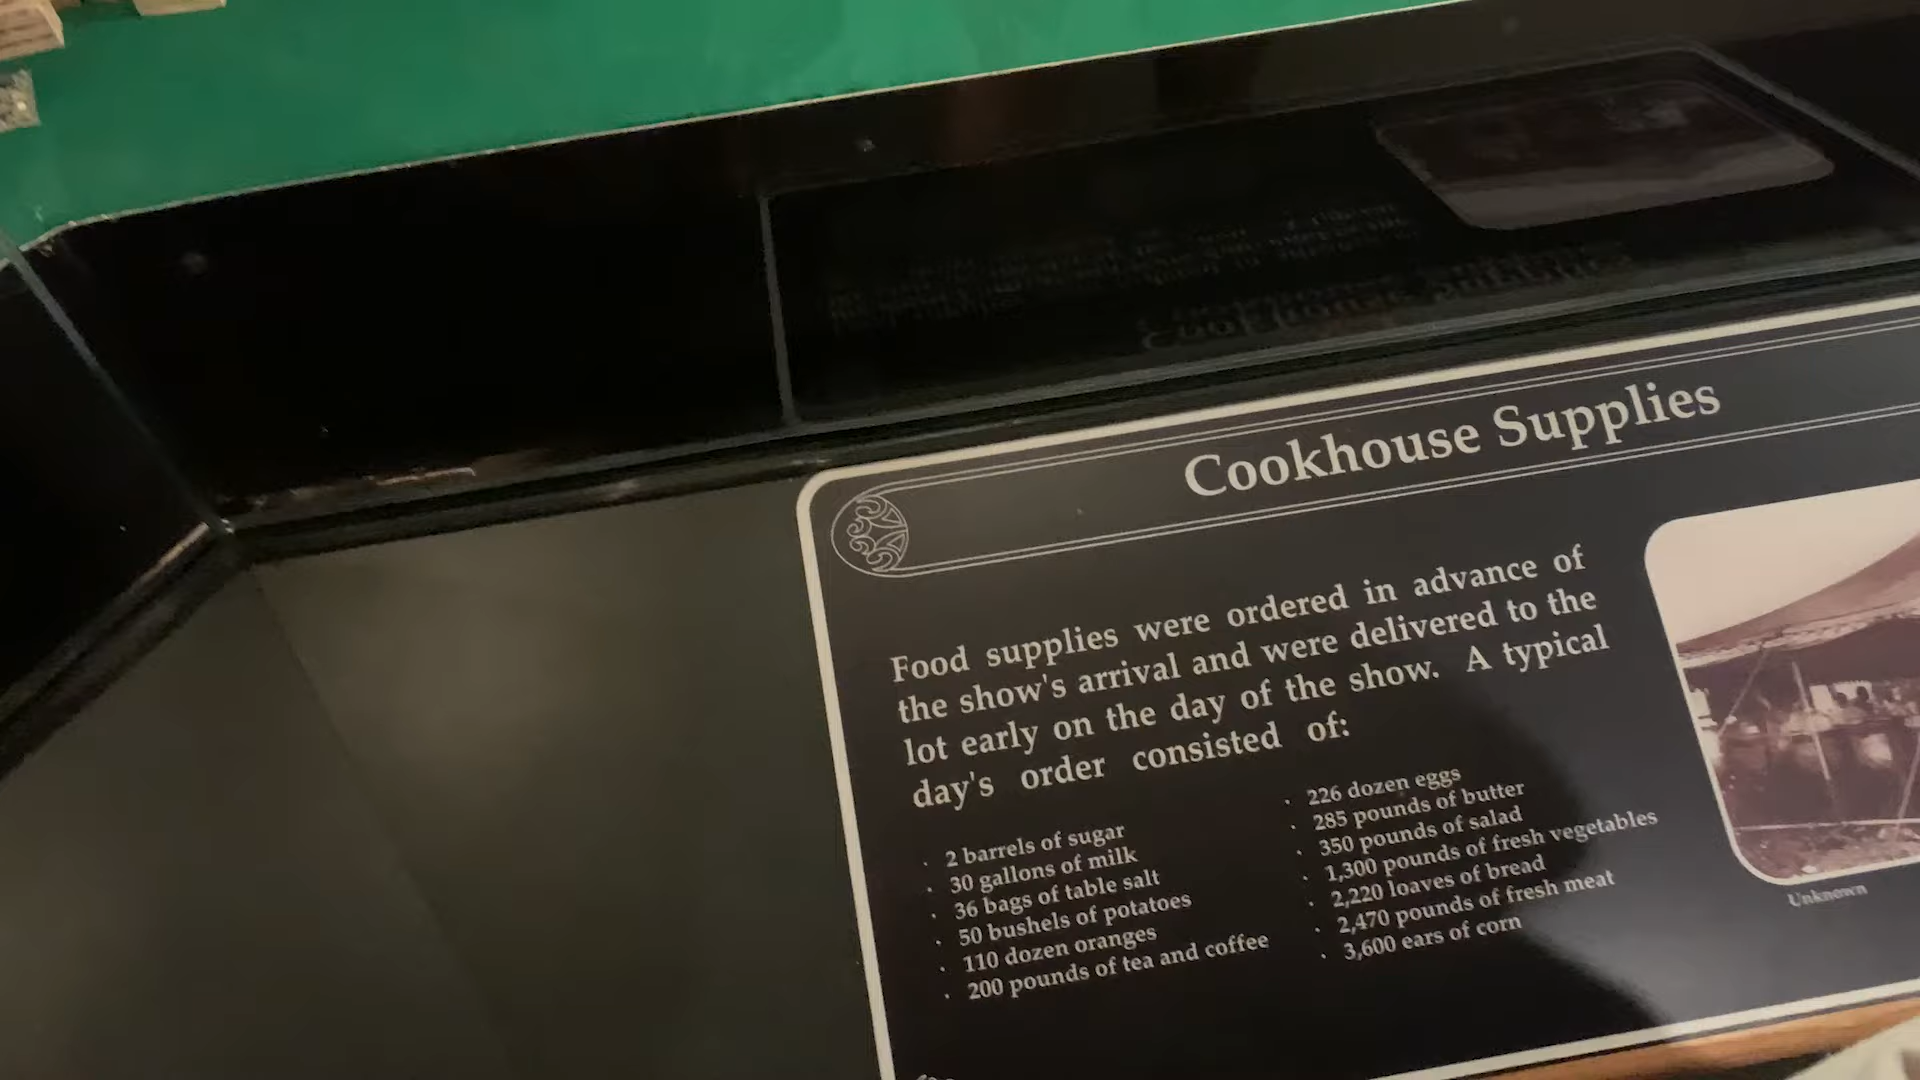 Cookhouse Supplies
Food supplies were ordered in advance of
the show's arrival and were delivered to the
lot early on the day of the show. A typical
day's order consisted of:
· 2 barrels of sugar
· 30 gallons of milk
· 36 bags of table salt
· 50 bushels of potatoes
· 110 dozen oranges
· 200 pounds of tea and coffee
· 226 dozen eggs
· 285 pounds of butter
· 350 pounds of salad
· 1,300 pounds of fresh vegetables
· 2,220 loaves of bread
· 2,470 pounds of fresh meat
· 3,600 ears of corn
Unknown